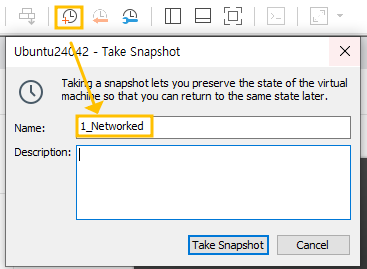 Ubuntu24042 - Take Snapshot
Taking a snapshot lets you preserve the state of the virtual
machine so that you can return to the same state later.
Name:
1_Networked
Description:
Take Snapshot
Cancel